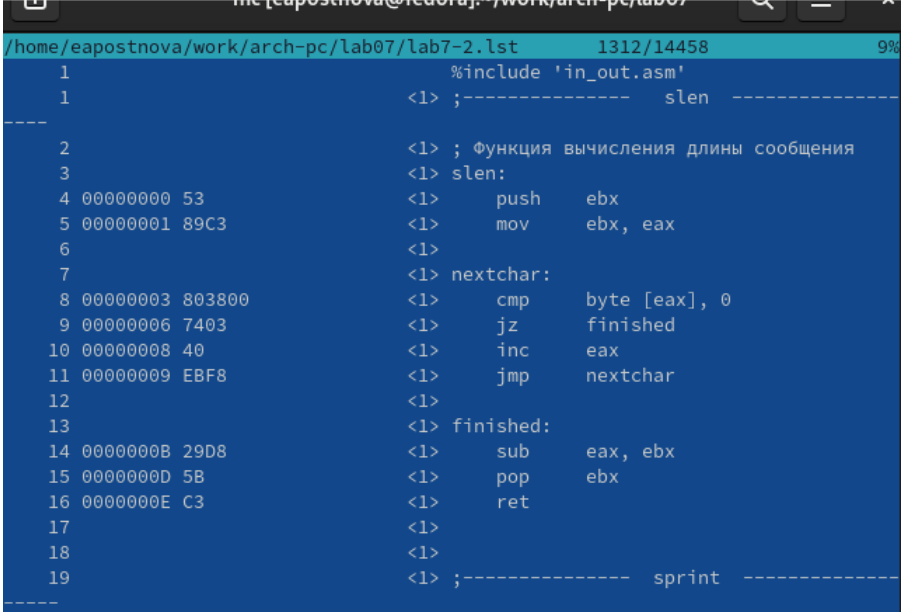 mc [eapostnova@fedora]:~/work/arch-pc/lab07
/home/eapostnova/work/arch-pc/lab07/lab7-2.lst 1312/14458 9%
1 %include 'in_out.asm'
1 <1> ;--------------- slen ---------------
----
2 <1> ; Функция вычисления длины сообщения
3 <1> slen:
4 00000000 53 <1> push ebx
5 00000001 89C3 <1> mov ebx, eax
6 <1>
7 <1> nextchar:
8 00000003 803800 <1> cmp byte [eax], 0
9 00000006 7403 <1> jz finished
10 00000008 40 <1> inc eax
11 00000009 EBF8 <1> jmp nextchar
12 <1>
13 <1> finished:
14 0000000B 29D8 <1> sub eax, ebx
15 0000000D 5B <1> pop ebx
16 0000000E C3 <1> ret
17 <1>
18 <1>
19 <1> ;--------------- sprint --------------
-----